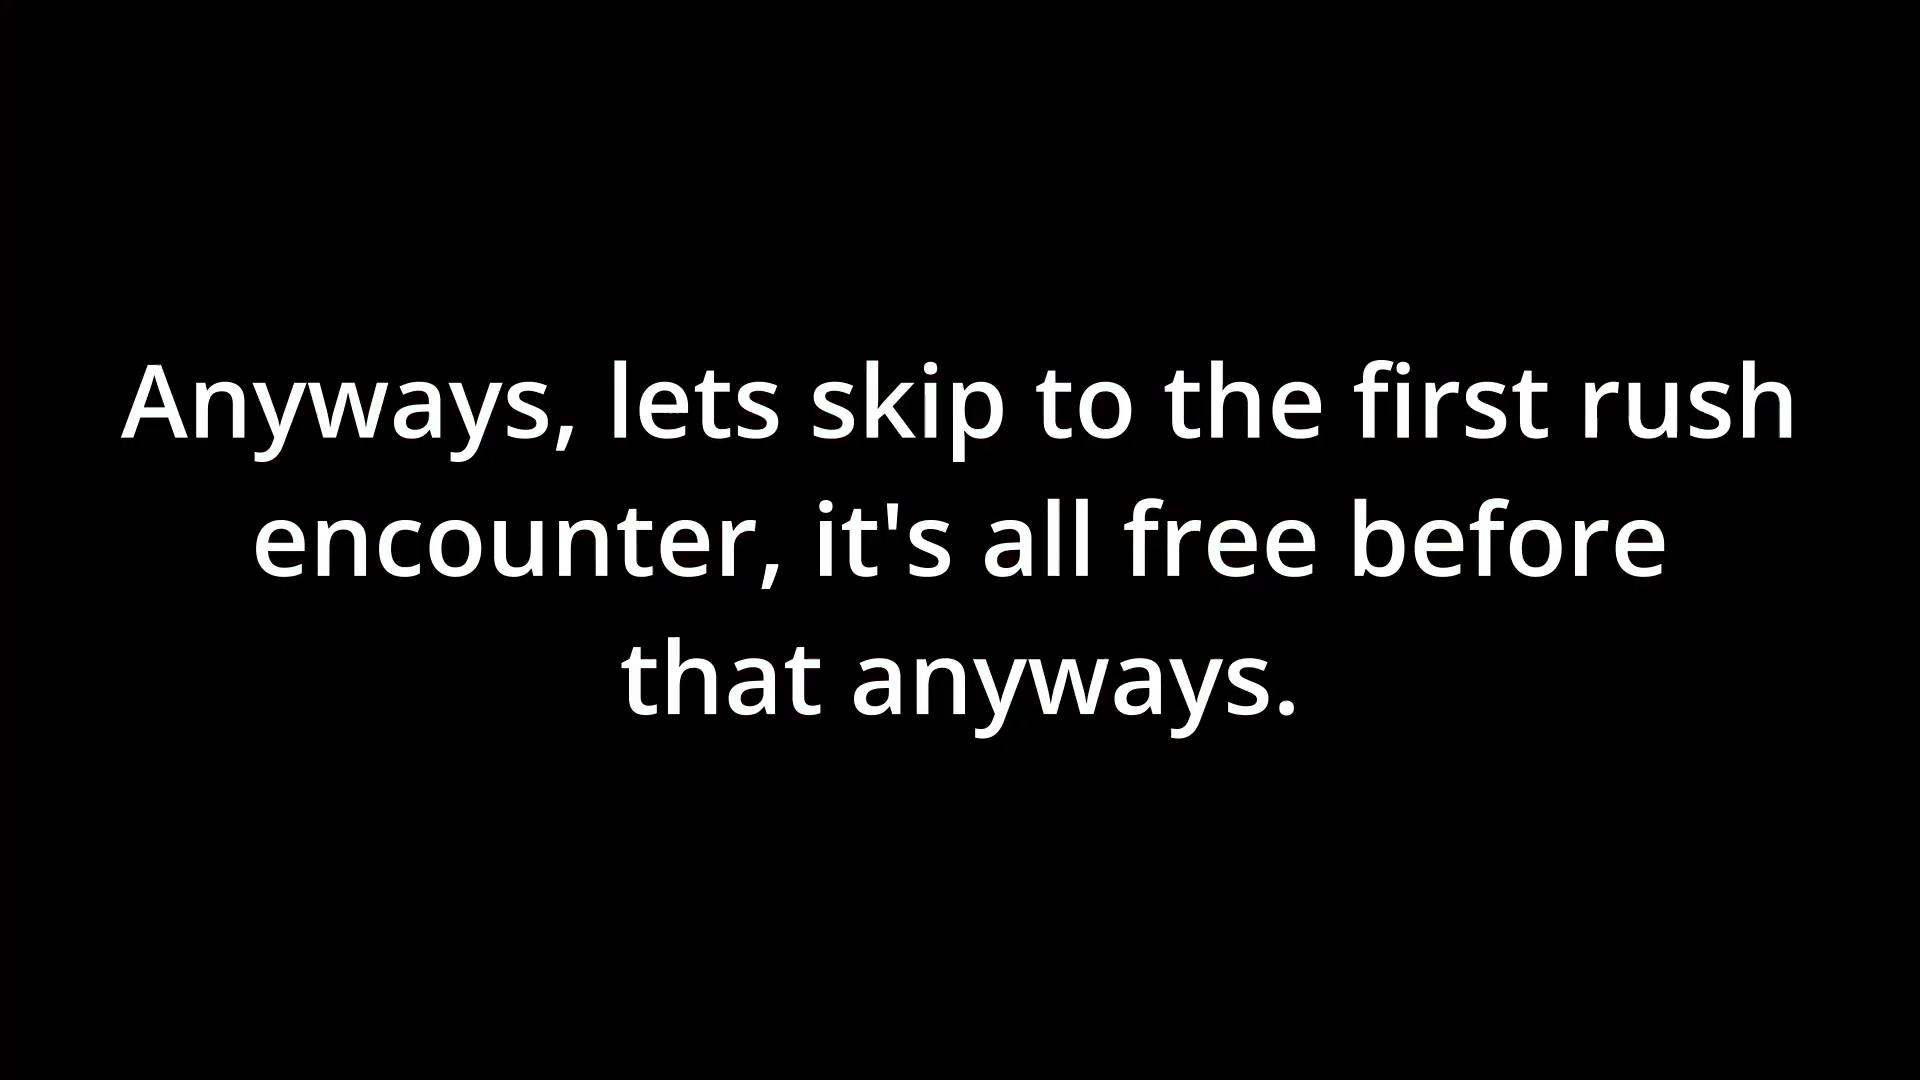 Anyways, lets skip to the first rush
encounter, it's all free before
that anyways.